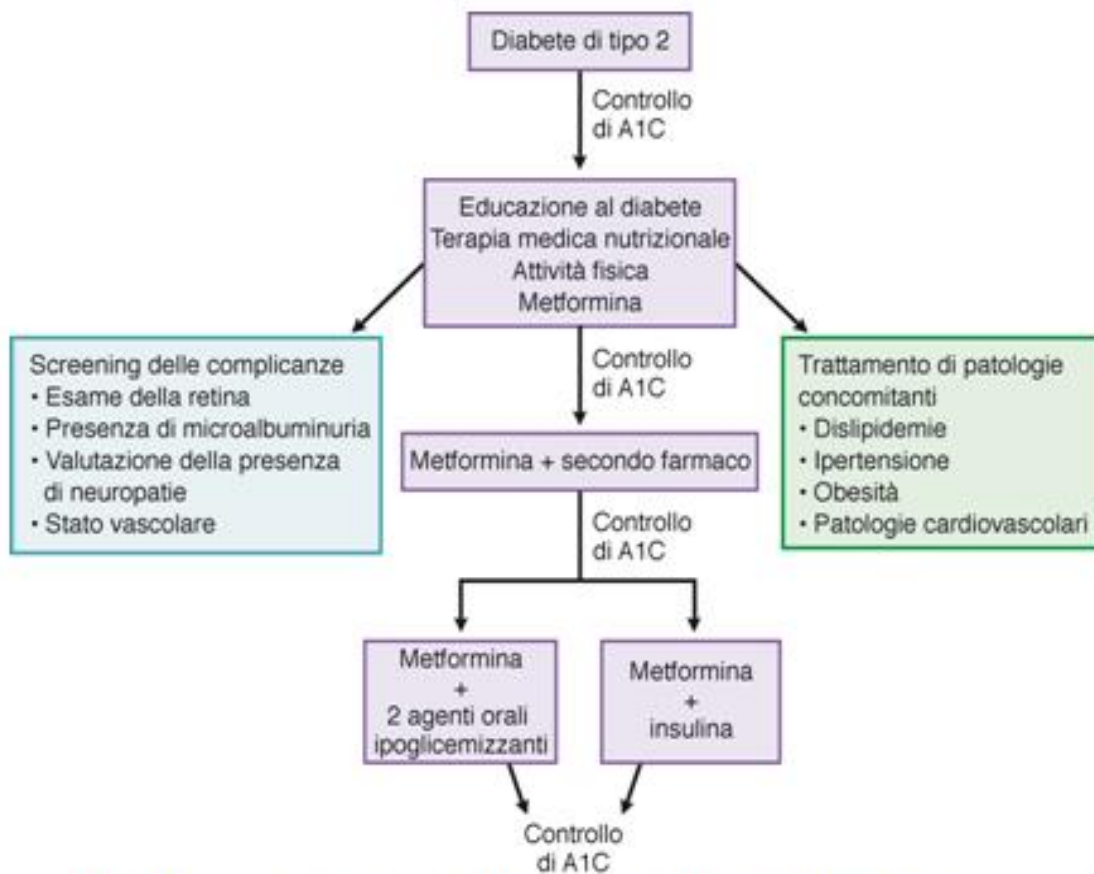 Diabete di tipo 2
Controllo
di A1C
Educazione al diabete
Terapia medica nutrizionale
Attività fisica
Metformina
Screening delle complicanze
• Esame della retina
• Presenza di microalbuminuria
• Valutazione della presenza
di neuropatie
• Stato vascolare
Controllo
di A1C
Trattamento di patologie
concomitanti
• Dislipidemie
• Ipertensione
• Obesità
• Patologie cardiovascolari
Metformina + secondo farmaco
Controllo
di A1C
Metformina
+
2 agenti orali
ipoglicemizzanti
Metformina
+
insulina
Controllo
di A1C